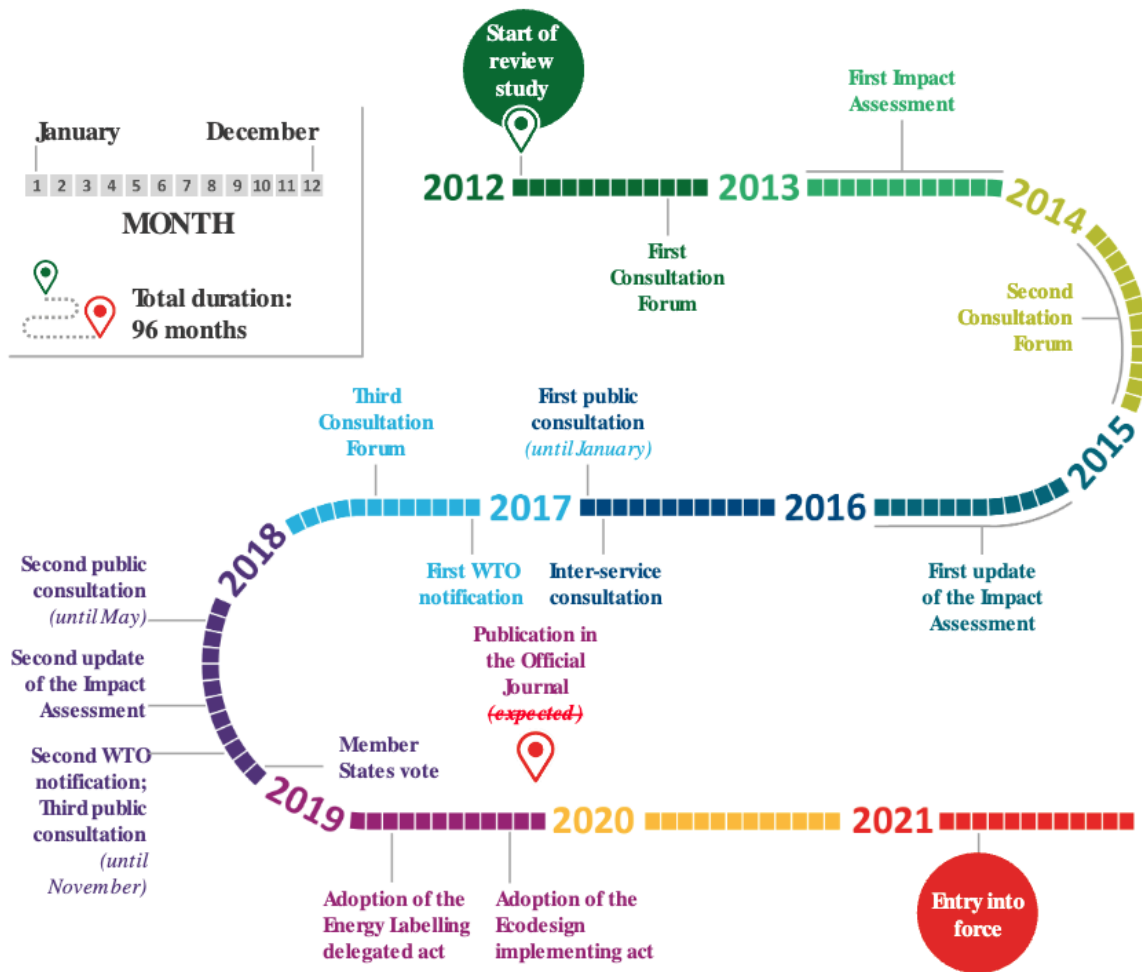 Start of
review
study
First Impact
Assessment
January
December
1 2 3 4 5 6 7 8 9 10 11 12
MONTH
Total duration:
96 months
2012
2013
2014
First
Consultation
Forum
Second
Consultation
Forum
Third
Consultation
Forum
First public
consultation
(until January)
2015
2016
2017
2018
First WTO
notification
Inter-service
consultation
First update
of the Impact
Assessment
Second public
consultation
(until May)
Second update
of the Impact
Assessment
Second WTO
notification;
Third public
consultation
(until
November)
Publication in
the Official
Journal
(expected)
Member
States vote
2019
2020
2021
Adoption of the
Energy Labelling
delegated act
Adoption of the
Ecodesign
implementing act
Entry into
force